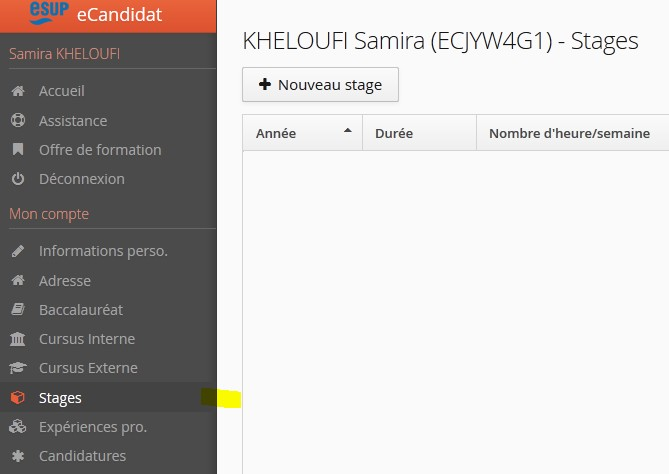 esup eCandidat
Samira KHELOUFI
Accueil
Assistance
Offre de formation
Déconnexion
Mon compte
Informations perso.
Adresse
Baccalauréat
Cursus Interne
Cursus Externe
Stages
Expériences pro.
Candidatures
KHELOUFI Samira (ECJYW4G1) - Stages
+ Nouveau stage
Année Durée Nombre d'heure/semaine